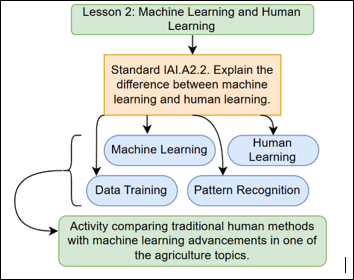 Lesson 2: Machine Learning and Human
Learning
Standard IAI.A2.2. Explain the
difference between machine
learning and human learning.
Machine Learning
Human
Learning
Data Training
Pattern Recognition
Activity comparing traditional human methods
with machine learning advancements in one of
the agriculture topics.